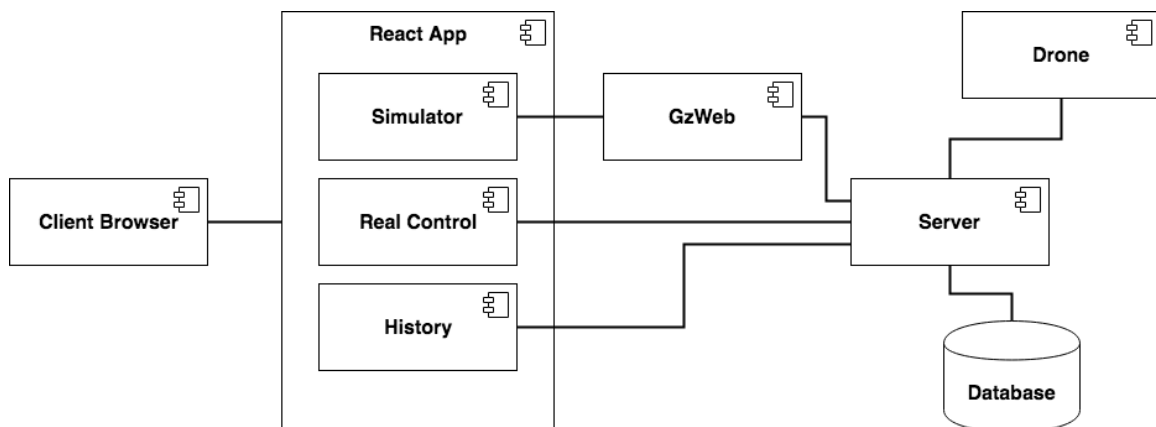 React App
Drone
Simulator
GzWeb
Client Browser
Real Control
Server
History
Database